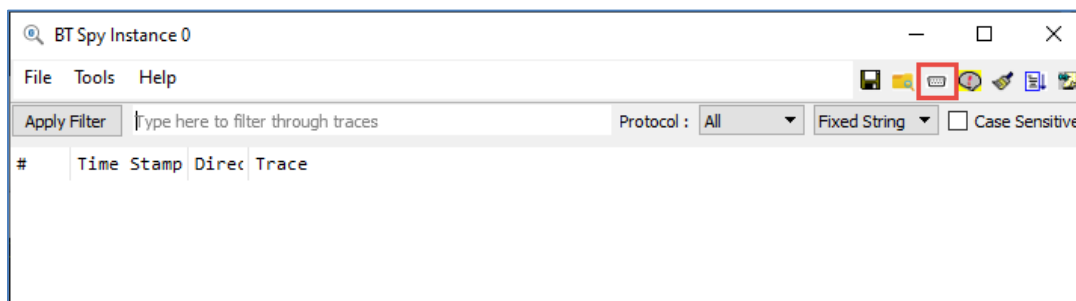 BT Spy Instance 0
File Tools Help
Apply Filter Type here to filter through traces Protocol : All Fixed String Case Sensitive
# Time Stamp Direc Trace